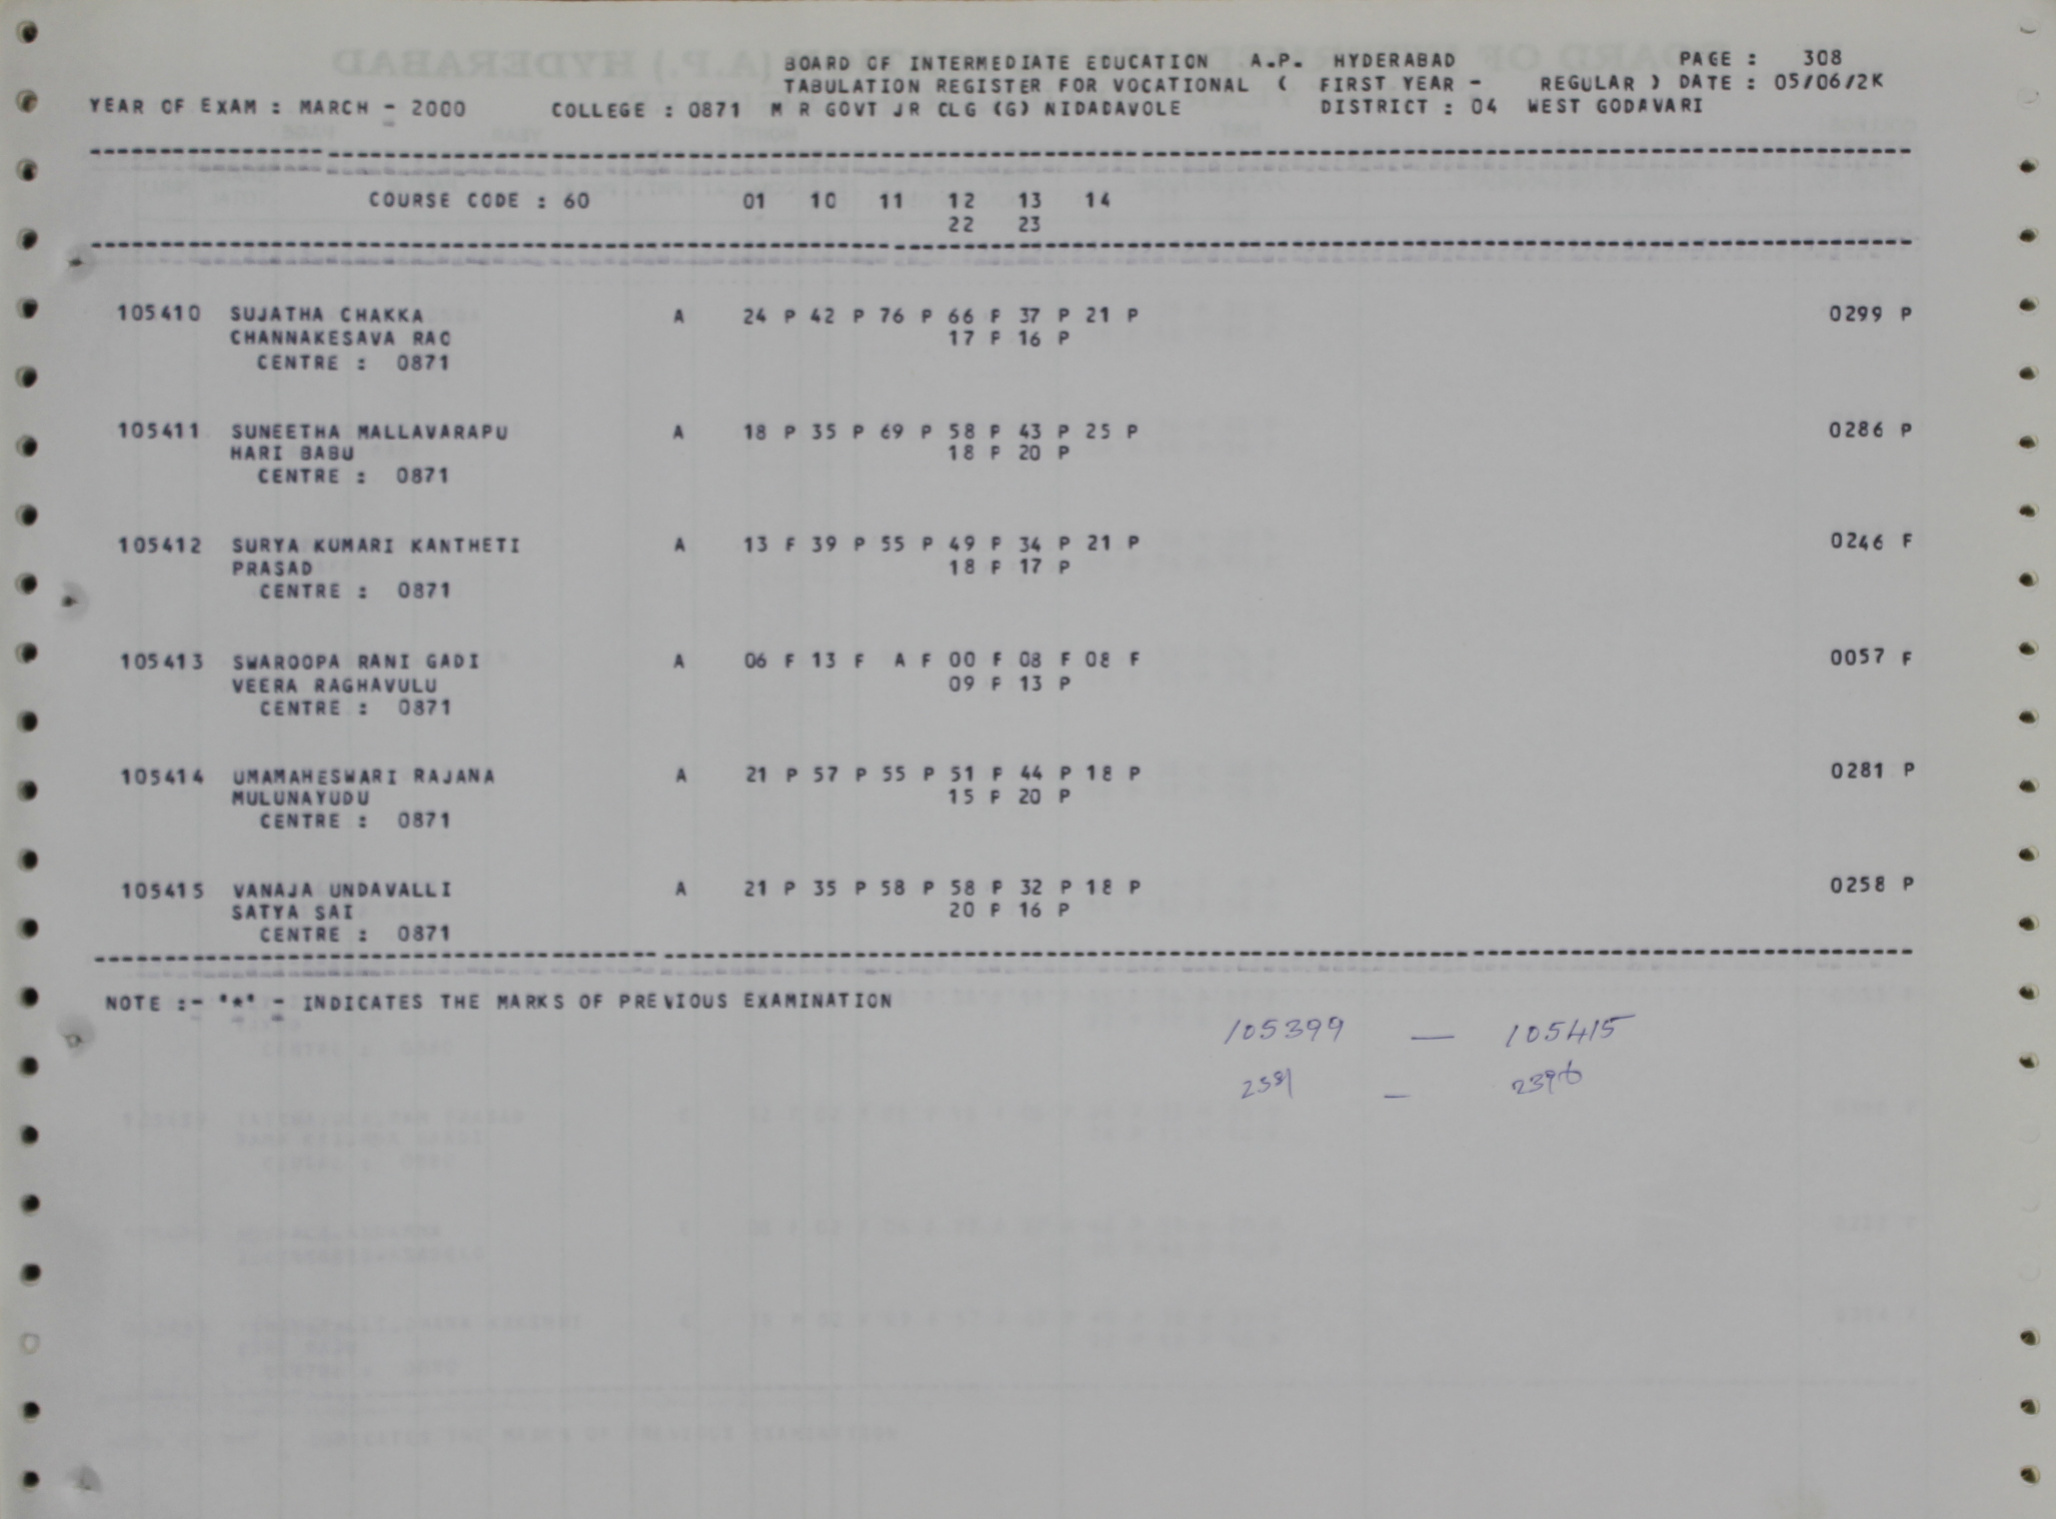 BOARD OF INTERMEDIATE EDUCATION A.P. HYDERABAD PAGE : 308
TABULATION REGISTER FOR VOCATIONAL ( FIRST YEAR - REGULAR ) DATE : 05/06/2K
YEAR OF EXAM : MARCH - 2000 COLLEGE : 0871 M R GOVT JR CLG (G) NIDADAVOLE DISTRICT : 04 WEST GODAVARI
COURSE CODE : 60 01 10 11 12 13 14
22 23
105410 SUJATHA CHAKKA A 24 P 42 P 76 P 66 P 37 P 21 P 0299 P
CHANNAKESAVA RAO 17 P 16 P
CENTRE : 0871
105411 SUNEETHA MALLAVARAPU A 18 P 35 P 69 P 58 P 43 P 25 P 0286 P
HARI BABU 18 P 20 P
CENTRE : 0871
105412 SURYA KUMARI KANTHETI A 13 F 39 P 55 P 49 P 34 P 21 P 0246 F
PRASAD 18 P 17 P
CENTRE : 0871
105413 SWAROOPA RANI GADI A 06 F 13 F A F 00 F 08 F 08 F 0057 F
VEERA RAGHAVULU 09 P 13 P
CENTRE : 0871
105414 UMAMAHESWARI RAJANA A 21 P 57 P 55 P 51 P 44 P 18 P 0281 P
MULUNAYUDU 15 P 20 P
CENTRE : 0871
105415 VANAJA UNDAVALLI A 21 P 35 P 58 P 58 P 32 P 18 P 0258 P
SATYA SAI 20 P 16 P
CENTRE : 0871
NOTE :- '*' - INDICATES THE MARKS OF PREVIOUS EXAMINATION
105399 — 105415
2381 -